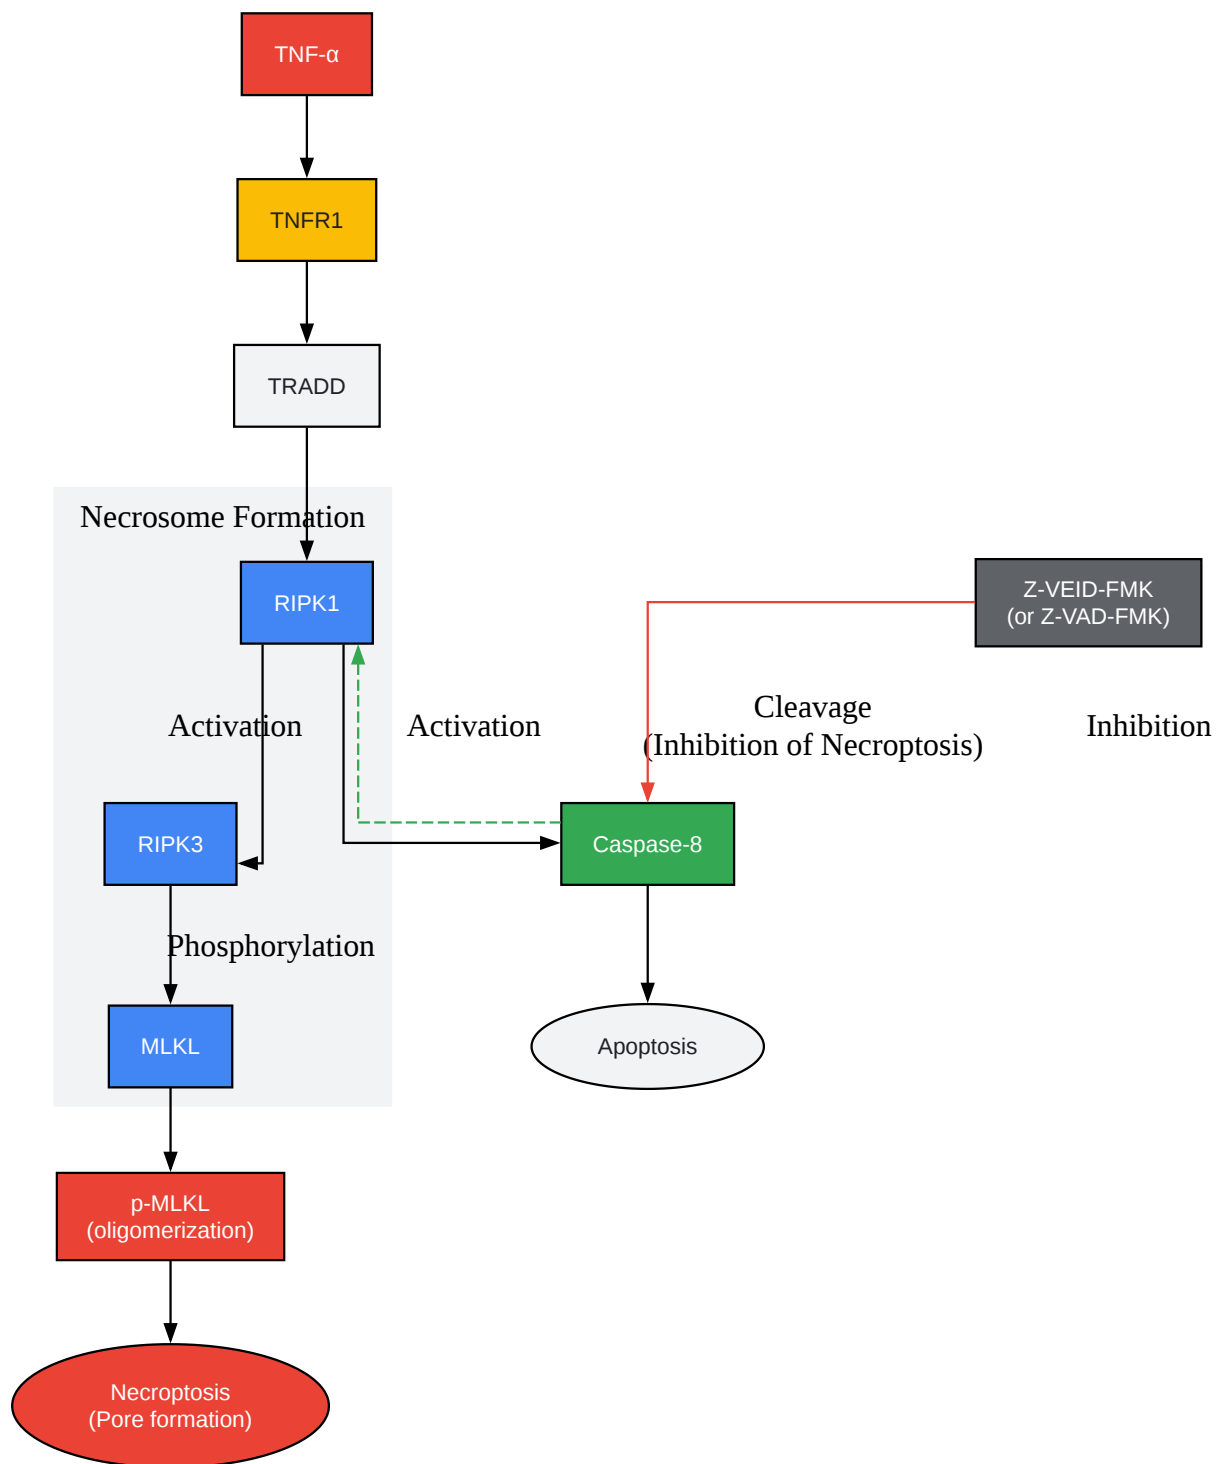 TNF-α
TNFR1
TRADD
Necrosome Formation
RIPK1
Z-VEID-FMK
(or Z-VAD-FMK)
Activation
Activation
Cleavage
(Inhibition of Necroptosis)
Inhibition
RIPK3
Caspase-8
Phosphorylation
MLKL
Apoptosis
p-MLKL
(oligomerization)
Necroptosis
(Pore formation)